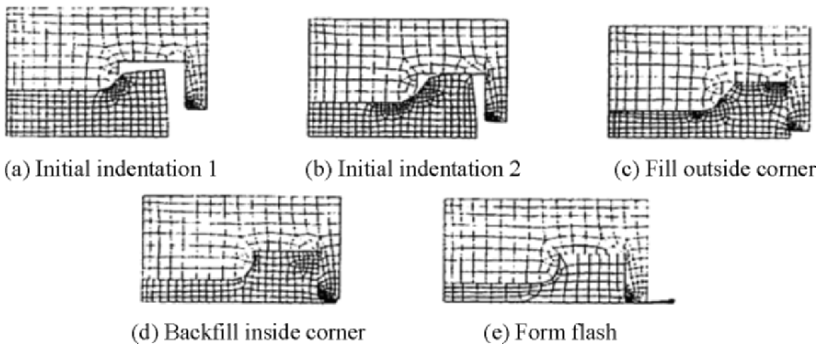 (a) Initial indentation 1
(b) Initial indentation 2
(c) Fill outside corner
(d) Backfill inside corner
(e) Form flash